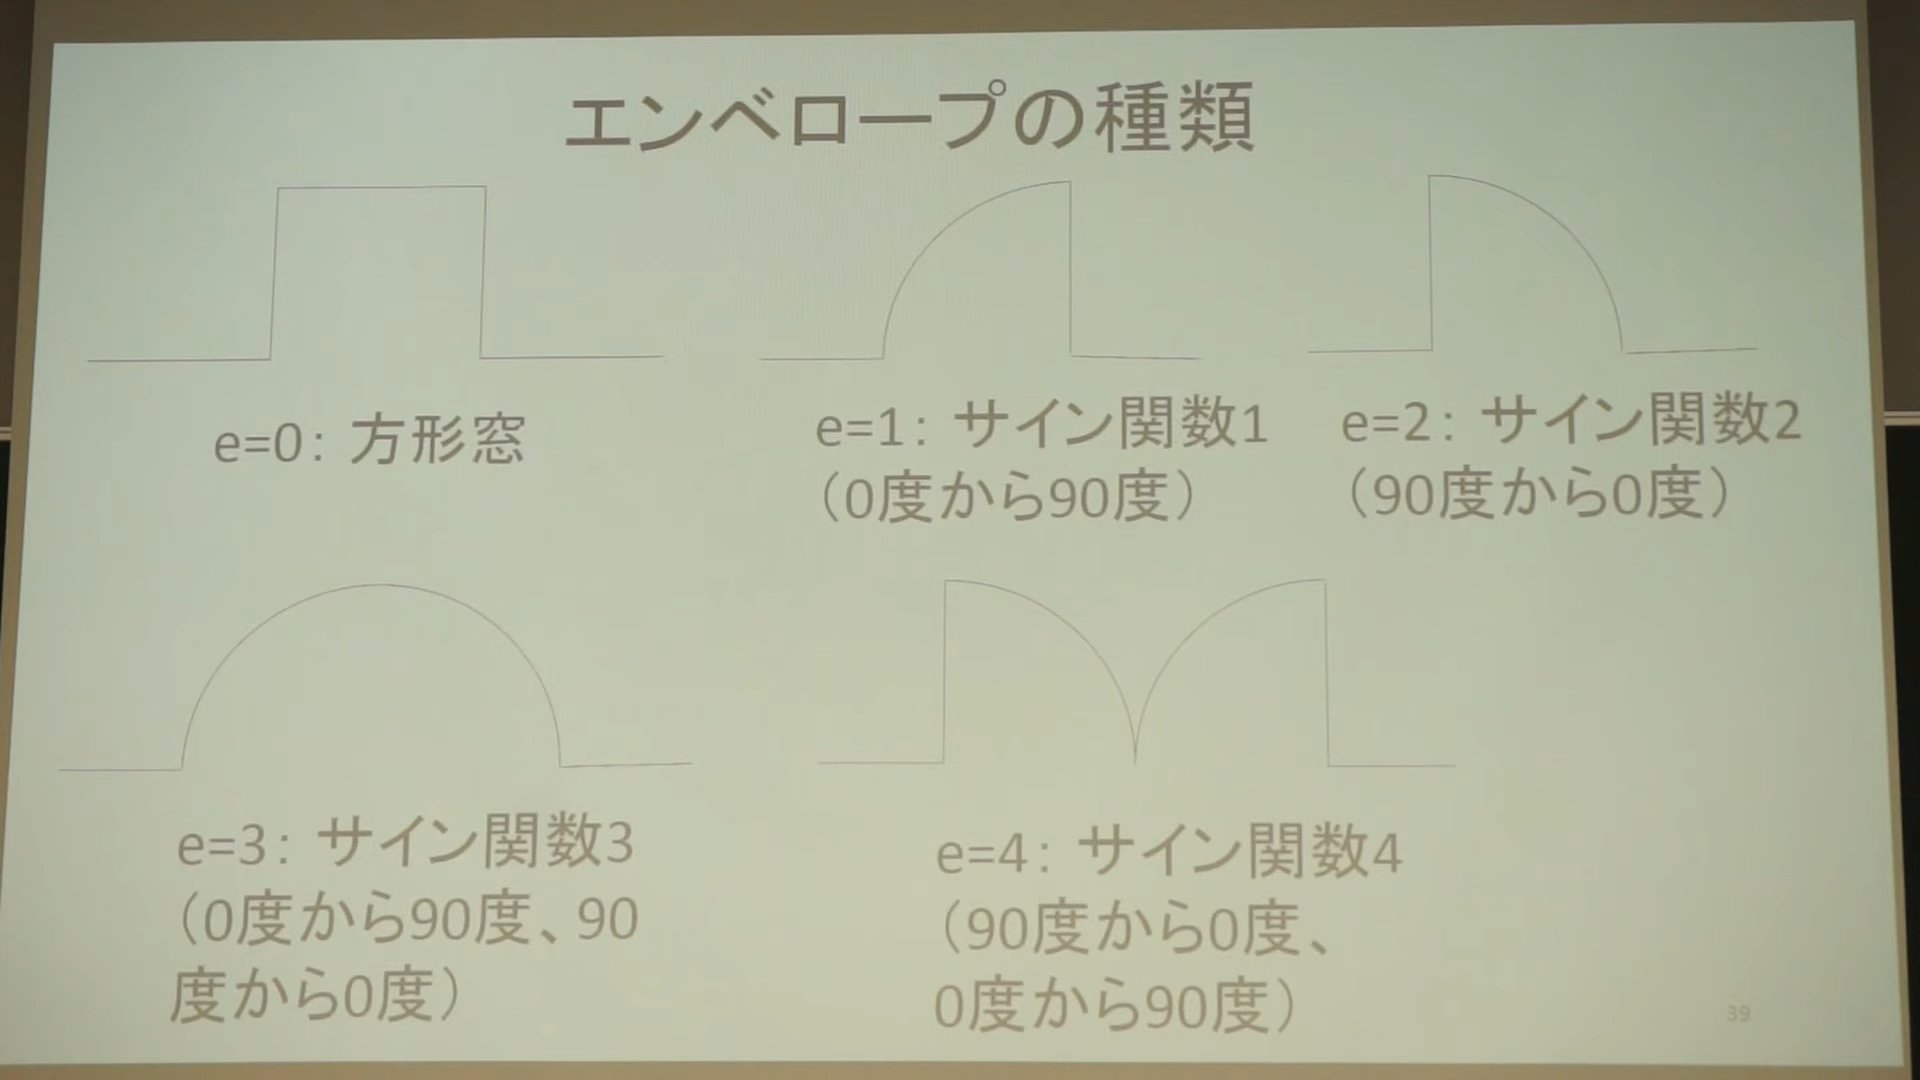 エンベロープの種類
e=0: 方形窓
e=1: サイン関数1
（0度から90度）
e=2: サイン関数2
（90度から0度）
e=3: サイン関数3
（0度から90度、90
度から0度）
e=4: サイン関数4
（90度から0度、
0度から90度）
39